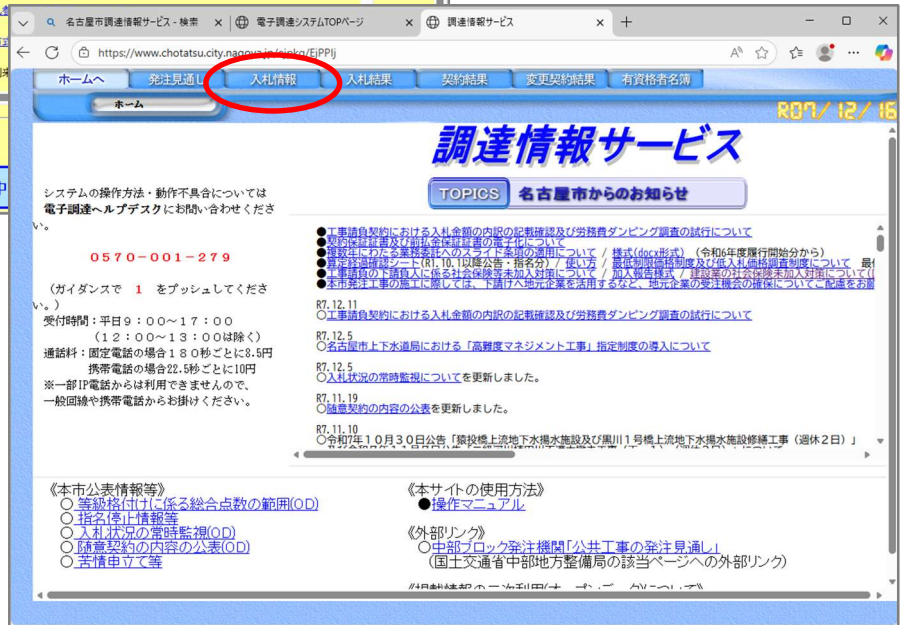 名古屋市調達情報サービス - 検索
電子調達システムTOPページ
調達情報サービス
https://www.chotatsu.city.nagoya.jp/ejpkg/EjPPIj
ホームへ 発注見通し 入札情報 入札結果 契約結果 変更契約結果 有資格者名簿
ホーム
R07/12/16
調達情報サービス
TOPICS 名古屋市からのお知らせ
システムの操作方法・動作不具合については
電子調達ヘルプデスクにお問い合わせくださ
い。
0570-001-279
(ガイダンスで 1 をプッシュしてくださ
い。)
受付時間:平日9:00~17:00
(12:00~13:00は除く)
通話料:固定電話の場合180秒ごとに8.5円
携帯電話の場合22.5秒ごとに10円
※一部IP電話からは利用できませんので、
一般回線や携帯電話からお掛けください。
●工事請負契約における入札金額の内訳の記載確認及び労務費ダンピング調査の試行について
●契約保証証書及び前払金保証証書の電子化について
●複数年にわたる業務委託へのスライド条項の適用について / 様式(docx形式) (令和6年度履行開始分から)
●算定経過確認シート(R1.10.1以降公告・指名分) / 使い方 / 最低制限価格制度及び低入札価格調査制度について 最
●工事請負の下請負人に係る社会保険等未加入対策について / 加入報告様式 / 建設業の社会保険未加入対策について(
●本市発注工事の施工に際しては、下請けへ地元企業を活用するなど、地元企業の受注機会の確保についてご配慮をお願
R7.12.11
○工事請負契約における入札金額の内訳の記載確認及び労務費ダンピング調査の試行について
R7.12.5
○名古屋市上下水道局における「高難度マネジメント工事」指定制度の導入について
R7.12.5
○入札状況の常時監視についてを更新しました。
R7.11.19
○随意契約の内容の公表を更新しました。
R7.11.10
○令和7年10月30日公告「猿投橋上流地下水揚水施設及び黒川1号橋上流地下水揚水施設修繕工事(週休2日)」
《本市公表情報等》
○等級格付けに係る総合点数の範囲(OD)
○指名停止情報等
○入札状況の常時監視(OD)
○随意契約の内容の公表(OD)
○苦情申立て等
《本サイトの使用方法》
●操作マニュアル
《外部リンク》
○中部ブロック発注機関「公共工事の発注見通し」
(国土交通省中部地方整備局の該当ページへの外部リンク)